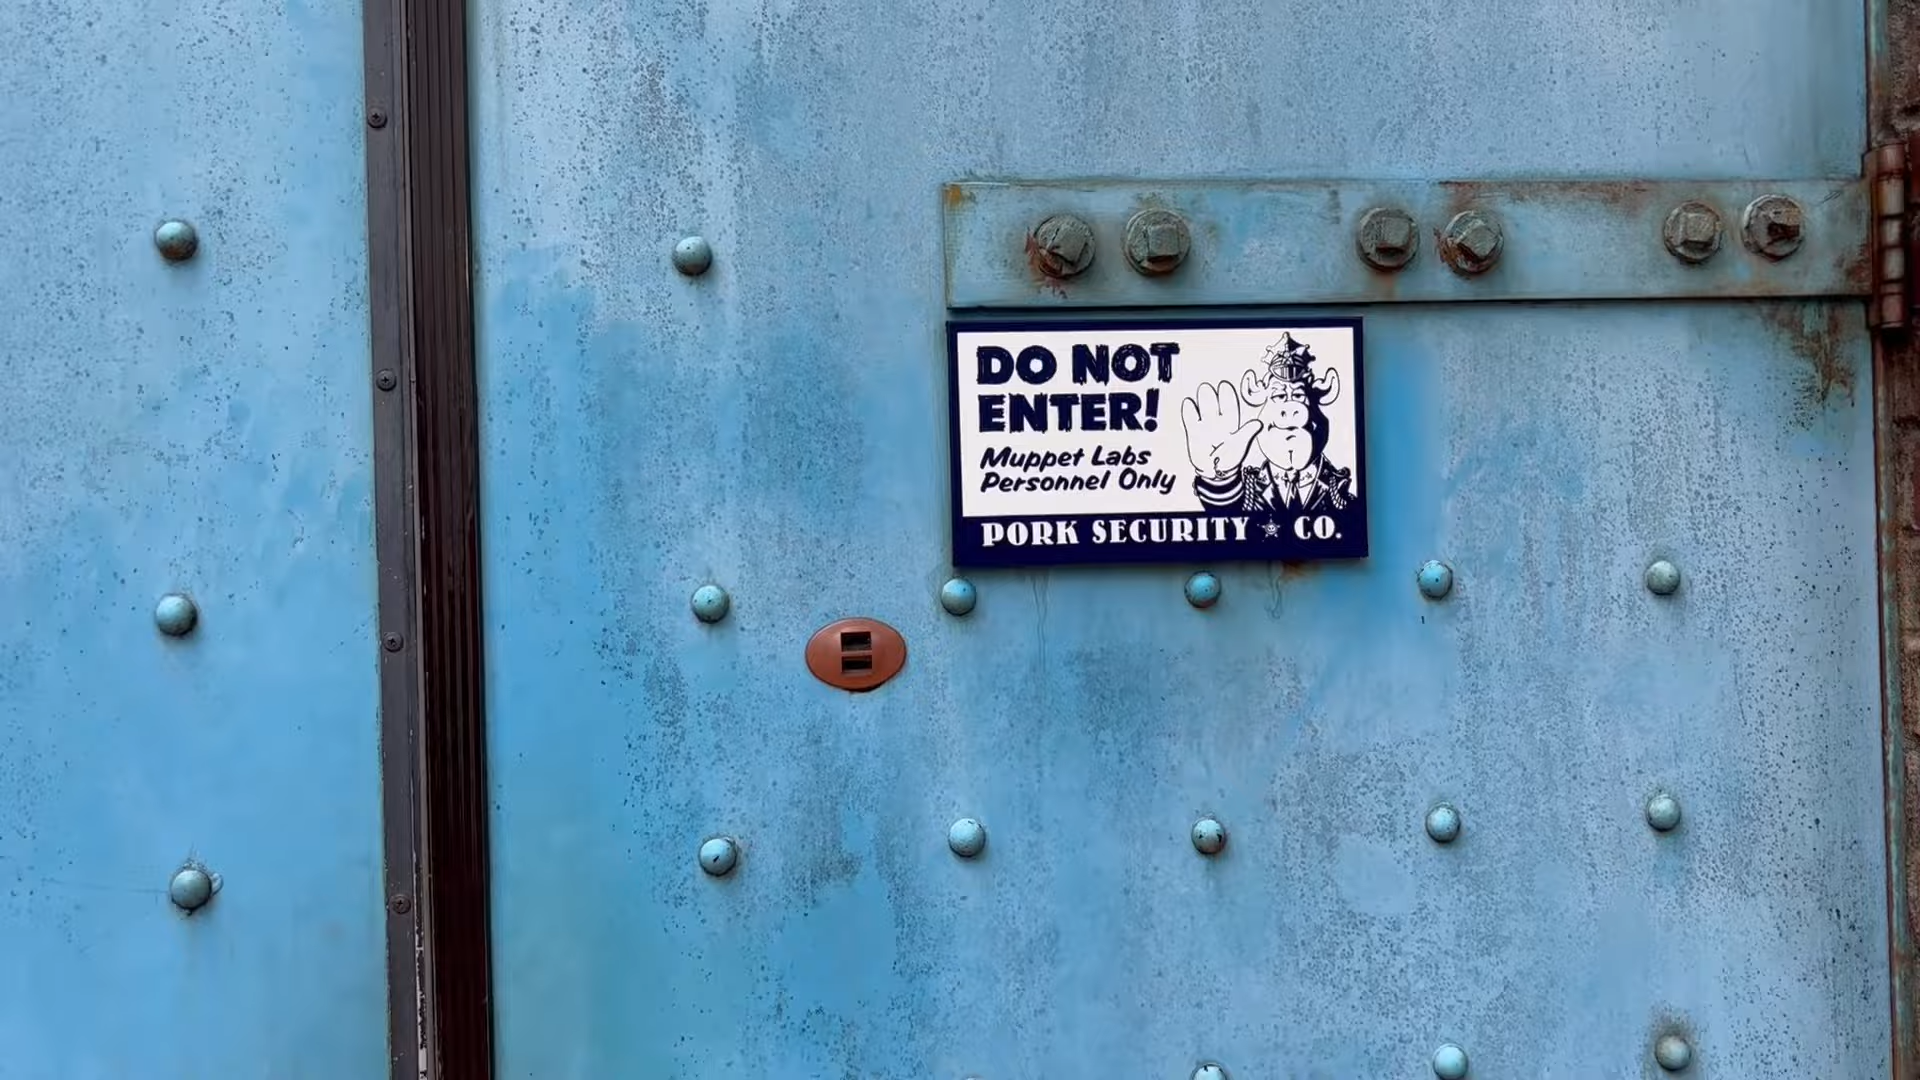 DO NOT
ENTER!
Muppet Labs
Personnel Only
PORK SECURITY CO.